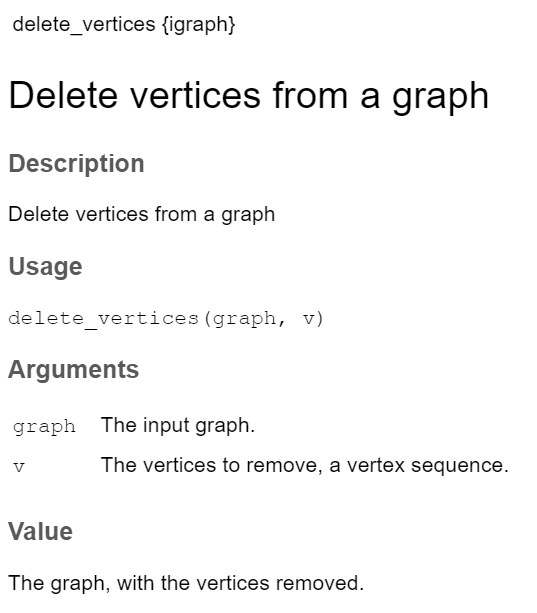 delete_vertices {igraph}
Delete vertices from a graph
Description
Delete vertices from a graph
Usage
delete_vertices(graph, v)
Arguments
graph The input graph.
v The vertices to remove, a vertex sequence.
Value
The graph, with the vertices removed.